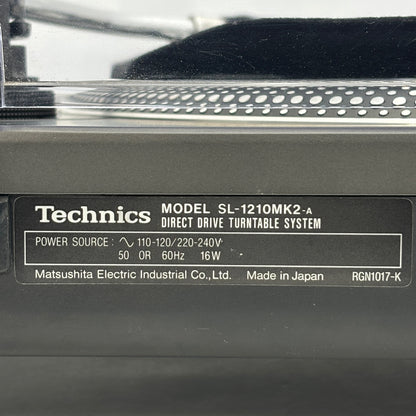 Technics MODEL SL-1210MK2-A
DIRECT DRIVE TURNTABLE SYSTEM
POWER SOURCE : ∿ 110-120/220-240V
50 OR 60Hz 16W
Matsushita Electric Industrial Co., Ltd. Made in Japan RGN1017-K